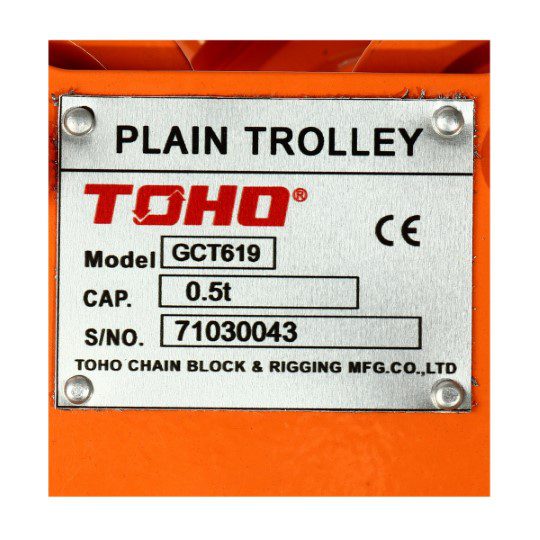 PLAIN TROLLEY
TOHO®
CE
Model GCT619
CAP. 0.5t
S/NO. 71030043
TOHO CHAIN BLOCK & RIGGING MFG.CO.,LTD